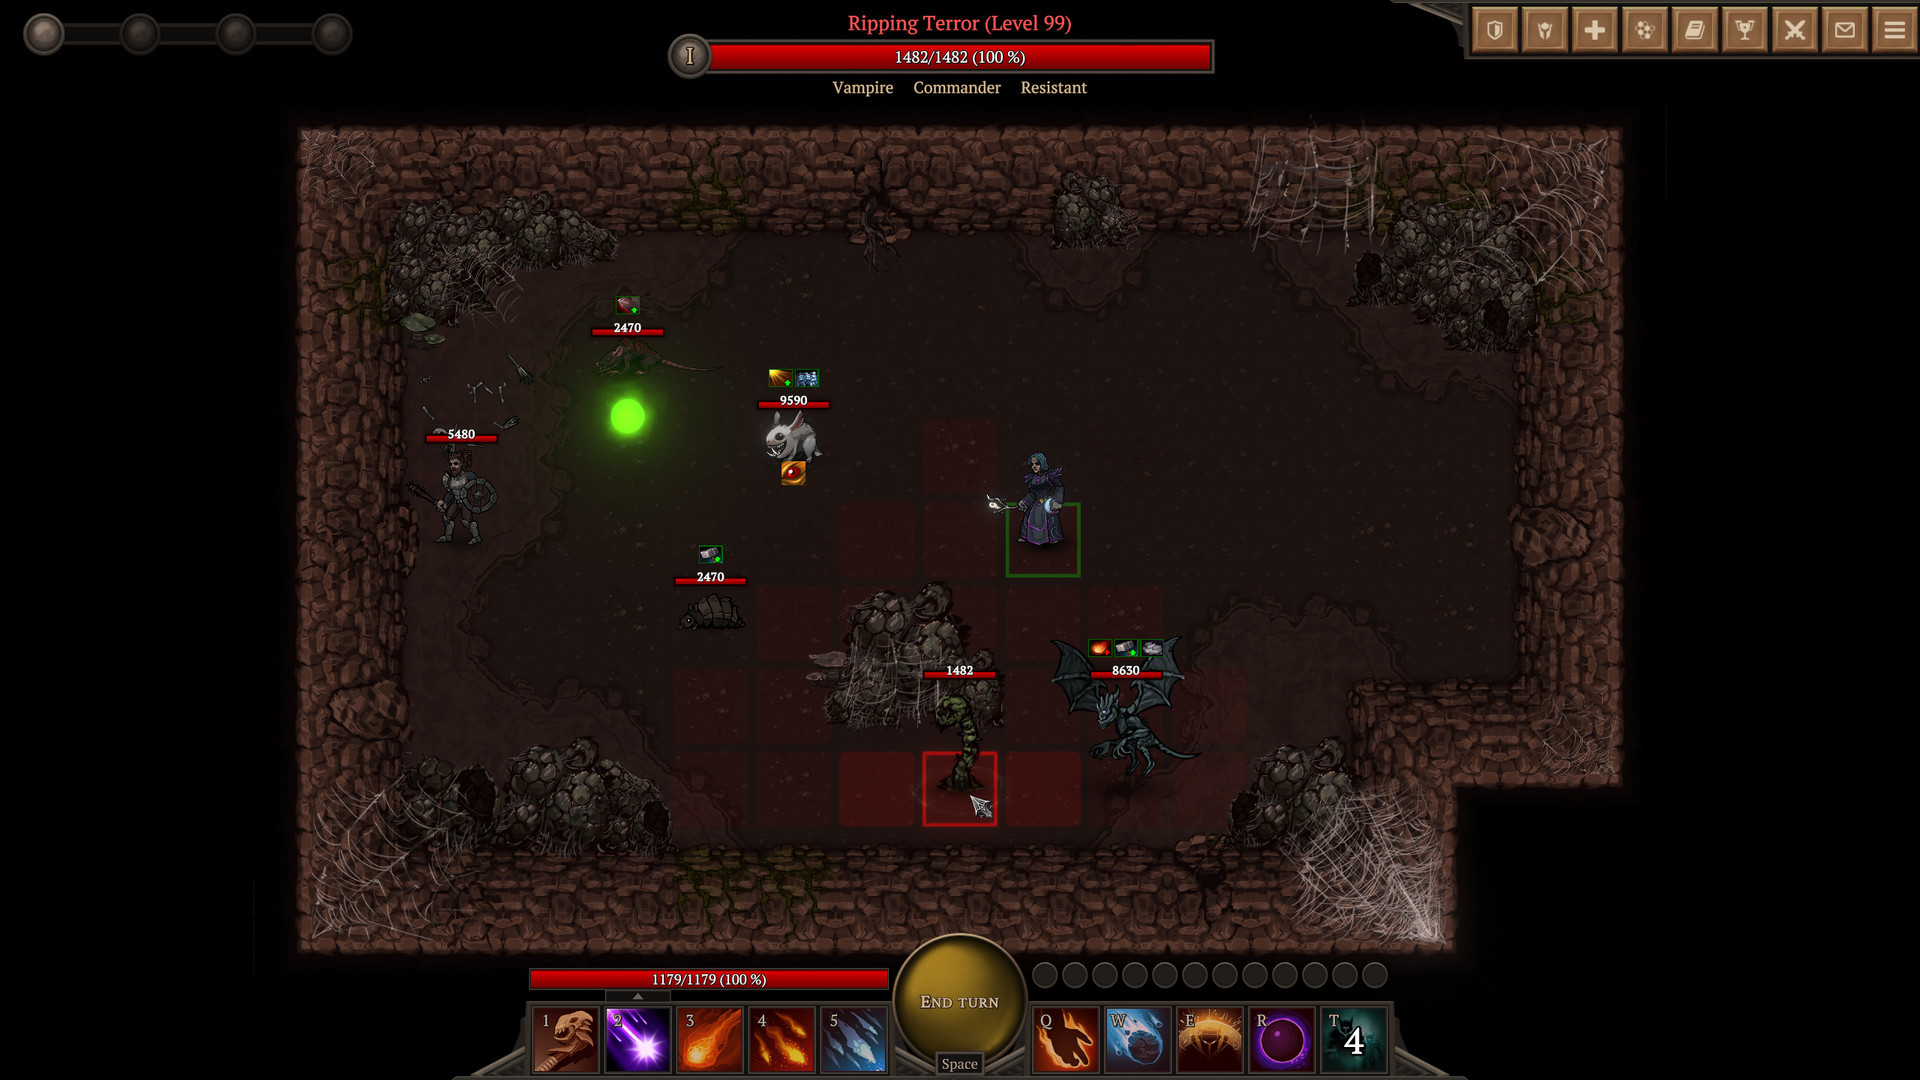 Ripping Terror (Level 99)
I
1482/1482 (100 %)
Vampire Commander Resistant
2470
9590
5480
2470
1482
8630
1179/1179 (100 %)
END TURN
1 2 3 4 5
Q W E R T
4
Space